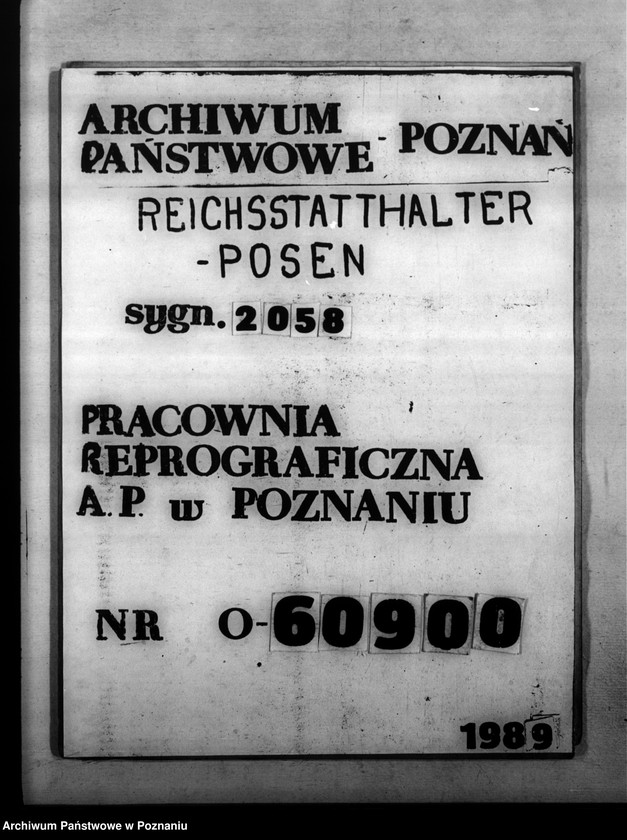 ARCHIWUM
PAŃSTWOWE - POZNAŃ
REICHSSTATTHALTER
-POSEN
sygn. 2058
PRACOWNIA
REPROGRAFICZNA
A.P. w POZNANIU
NR O-60900
1989
Archiwum Państwowe w Poznaniu